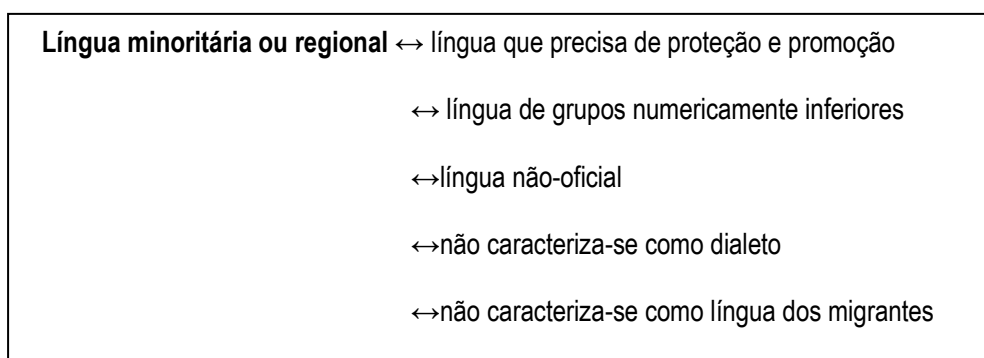 Língua minoritária ou regional ↔ língua que precisa de proteção e promoção
↔ língua de grupos numericamente inferiores
↔língua não-oficial
↔não caracteriza-se como dialeto
↔não caracteriza-se como língua dos migrantes